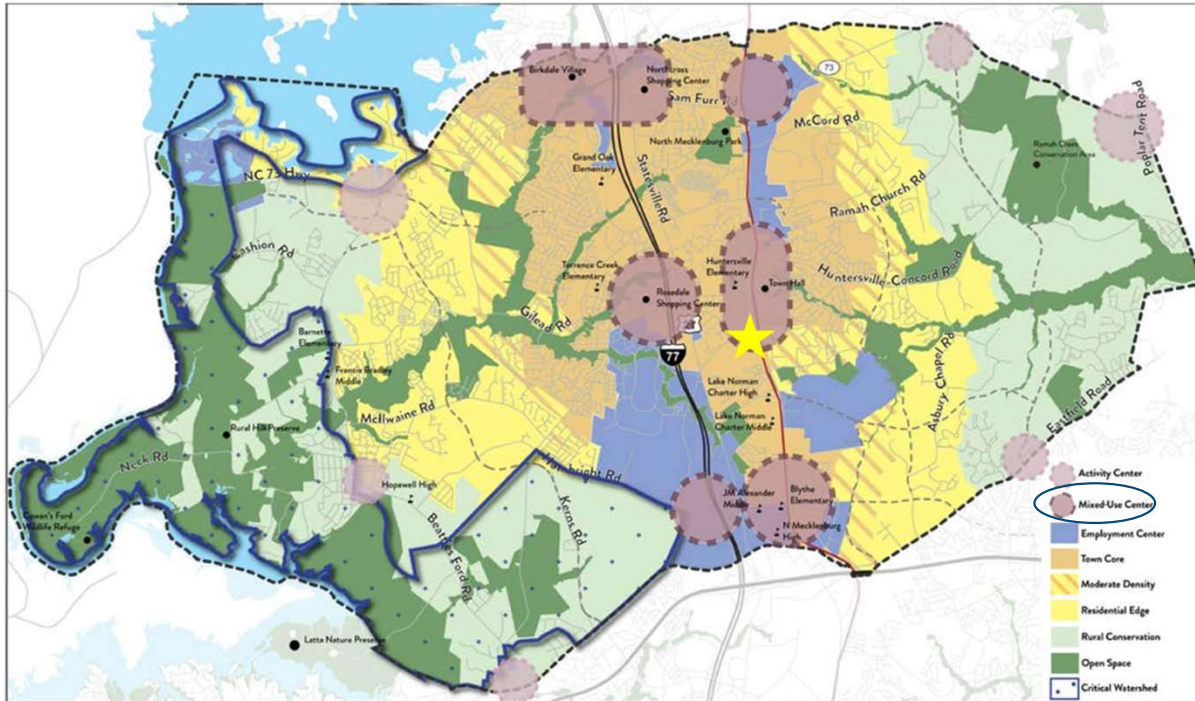 Birkdale Village
Northcross
Shopping Center
Sam Furr Rd
73
McCord Rd
North Mecklenburg Park
Poplar Tent Road
Ramah Creek
Conservation Area
Grand Oak
Elementary
Statesville Rd
NC 73 Hwy
Ramah Church Rd
Cashion Rd
Torrence Creek
Elementary
Huntersville
Elementary
Town Hall
Huntersville-Concord Road
Rosedale
Shopping Center
Gilead Rd
77
Barnette
Elementary
Francis Bradley
Middle
Lake Norman
Charter High
Lake Norman
Charter Middle
Asbury Chapel Rd
Eastfield Road
McIlwaine Rd
Rural Hill Preserve
Neck Rd
Hopewell High
Hambright Rd
Kerns Rd
Beatties Ford Rd
JM Alexander
Middle
Blythe
Elementary
N Mecklenburg
High
Cowan's Ford
Wildlife Refuge
Latta Nature Preserve
Activity Center
Mixed-Use Center
Employment Center
Town Core
Moderate Density
Residential Edge
Rural Conservation
Open Space
Critical Watershed